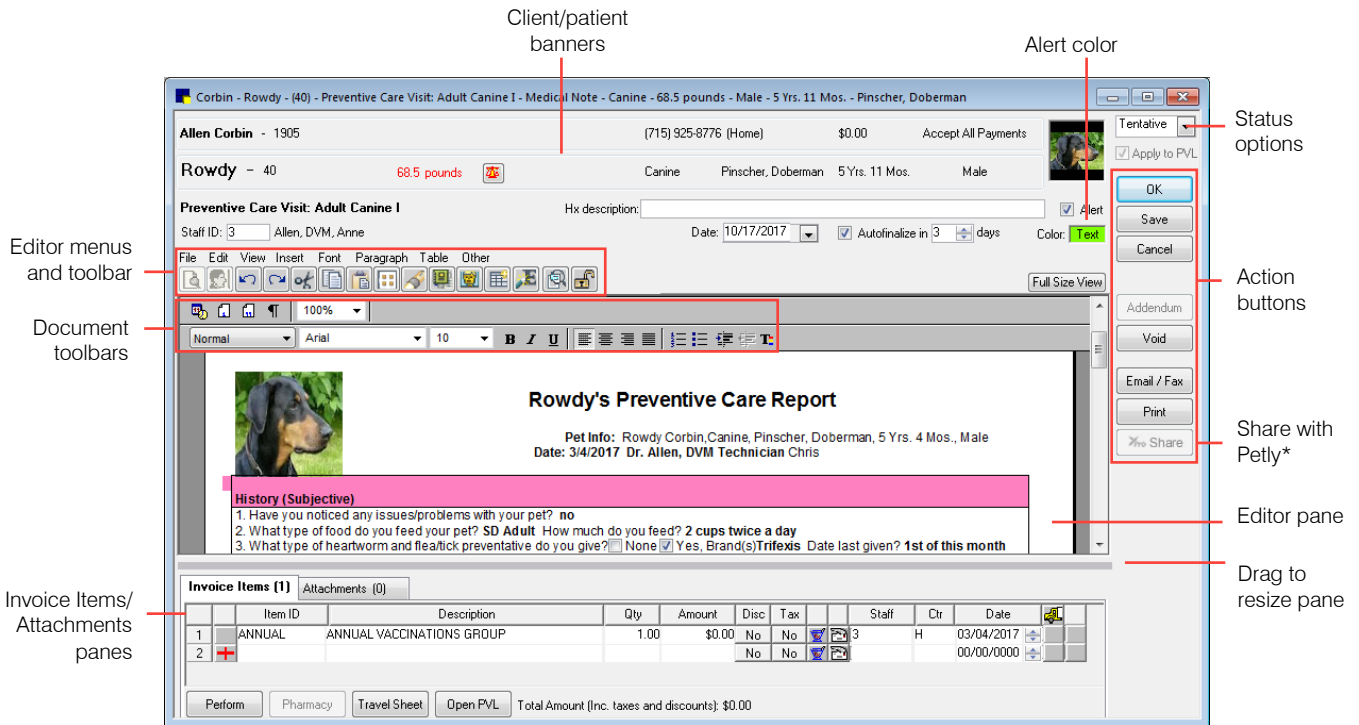 Client/patient
banners
Alert color
Corbin - Rowdy - (40) - Preventive Care Visit: Adult Canine I - Medical Note - Canine - 68.5 pounds - Male - 5 Yrs. 11 Mos. - Pinscher, Doberman
Allen Corbin - 1905 (715) 925-8776 (Home) $0.00 Accept All Payments
Tentative
Status
options
Apply to PVL
Rowdy - 40 68.5 pounds Canine Pinscher, Doberman 5 Yrs. 11 Mos. Male
OK
Preventive Care Visit: Adult Canine I Hx description: Alert
Save
Staff ID: 3 Allen, DVM, Anne Date: 10/17/2017 Autofinalize in 3 days Color: Text
Cancel
Editor menus
and toolbar
File Edit View Insert Font Paragraph Table Other
Full Size View
Action
buttons
Document
toolbars
100%
Addendum
Normal Arial 10 B I U
Void
Email / Fax
Rowdy's Preventive Care Report
Print
Pet Info: Rowdy Corbin,Canine, Pinscher, Doberman, 5 Yrs. 4 Mos., Male
Share
Share with
Petly*
Date: 3/4/2017 Dr. Allen, DVM Technician Chris
History (Subjective)
1. Have you noticed any issues/problems with your pet? no
2. What type of food do you feed your pet? SD Adult How much do you feed? 2 cups twice a day
3. What type of heartworm and flea/tick preventative do you give? None Yes, Brand(s)Trifexis Date last given? 1st of this month
Editor pane
Drag to
resize pane
Invoice Items/
Attachments
panes
Invoice Items (1) Attachments (0)
Item ID Description Qty Amount Disc Tax Staff Ctr Date
1 ANNUAL ANNUAL VACCINATIONS GROUP 1.00 $0.00 No No 3 H 03/04/2017
2 No No 00/00/0000
Perform Pharmacy Travel Sheet Open PVL Total Amount (Inc. taxes and discounts): $0.00